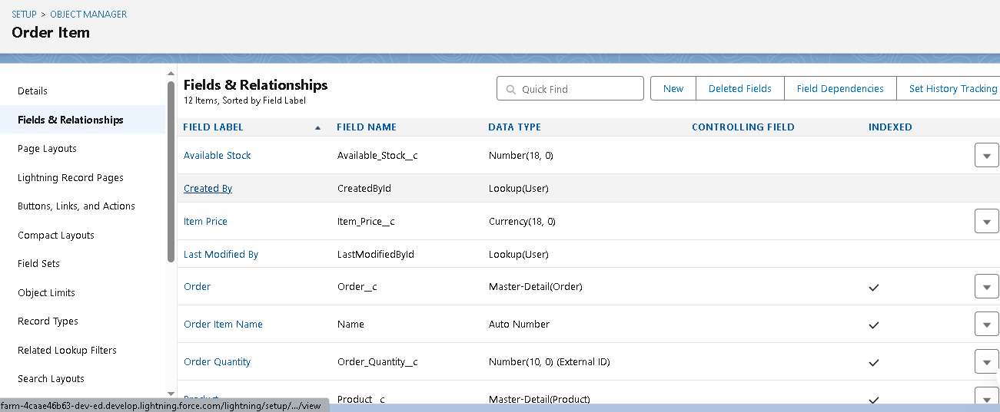 SETUP > OBJECT MANAGER
Order Item
Details
Fields & Relationships
Page Layouts
Lightning Record Pages
Buttons, Links, and Actions
Compact Layouts
Field Sets
Object Limits
Record Types
Related Lookup Filters
Search Layouts
Fields & Relationships
12 Items, Sorted by Field Label
Quick Find
New Deleted Fields Field Dependencies Set History Tracking
FIELD LABEL FIELD NAME DATA TYPE CONTROLLING FIELD INDEXED
Available Stock Available_Stock__c Number(18, 0)
Created By CreatedById Lookup(User)
Item Price Item_Price__c Currency(18, 0)
Last Modified By LastModifiedById Lookup(User)
Order Order__c Master-Detail(Order)
Order Item Name Name Auto Number
Order Quantity Order_Quantity__c Number(10, 0) (External ID)
Product Product__c Master-Detail(Product)
farm-4caae46b63-dev-ed.develop.lightning.force.com/lightning/setup/.../view